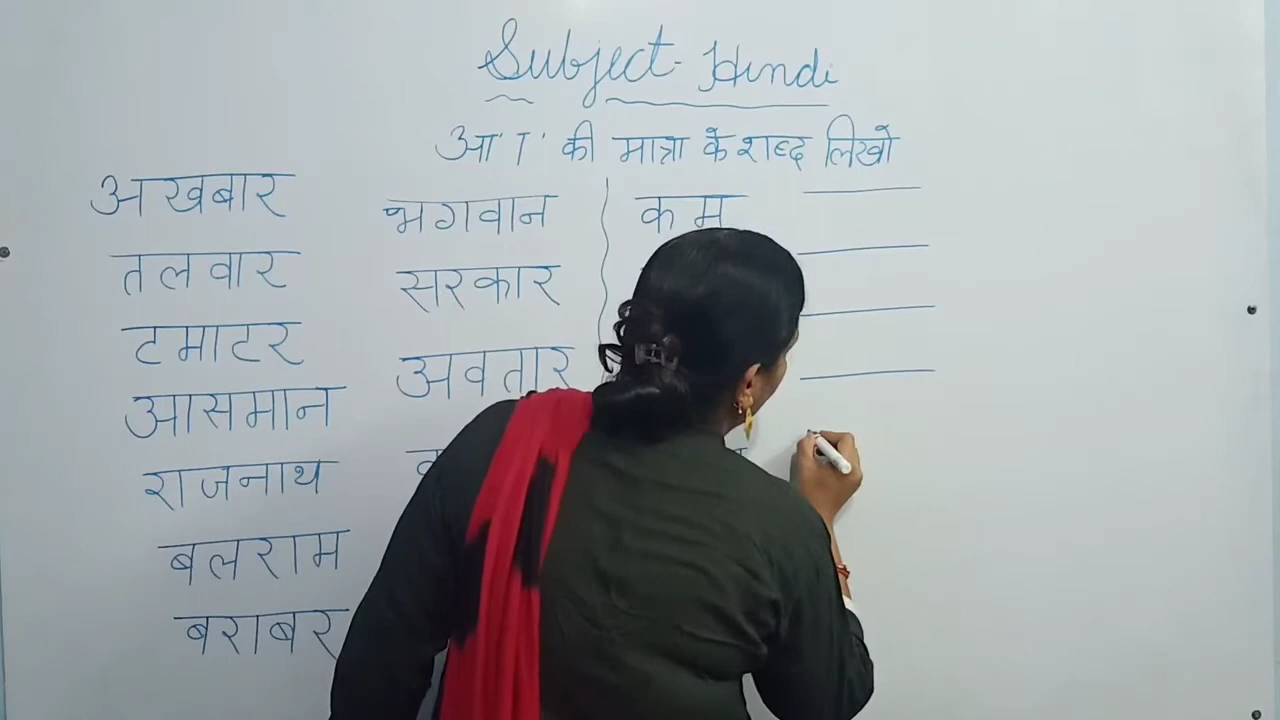 Subject- Hindi
आ 'ा' की मात्रा के शब्द लिखो
अखबार
तलवार
टमाटर
आसमान
राजनाथ
बलराम
बराबर
भगवान
सरकार
अवतार
कम